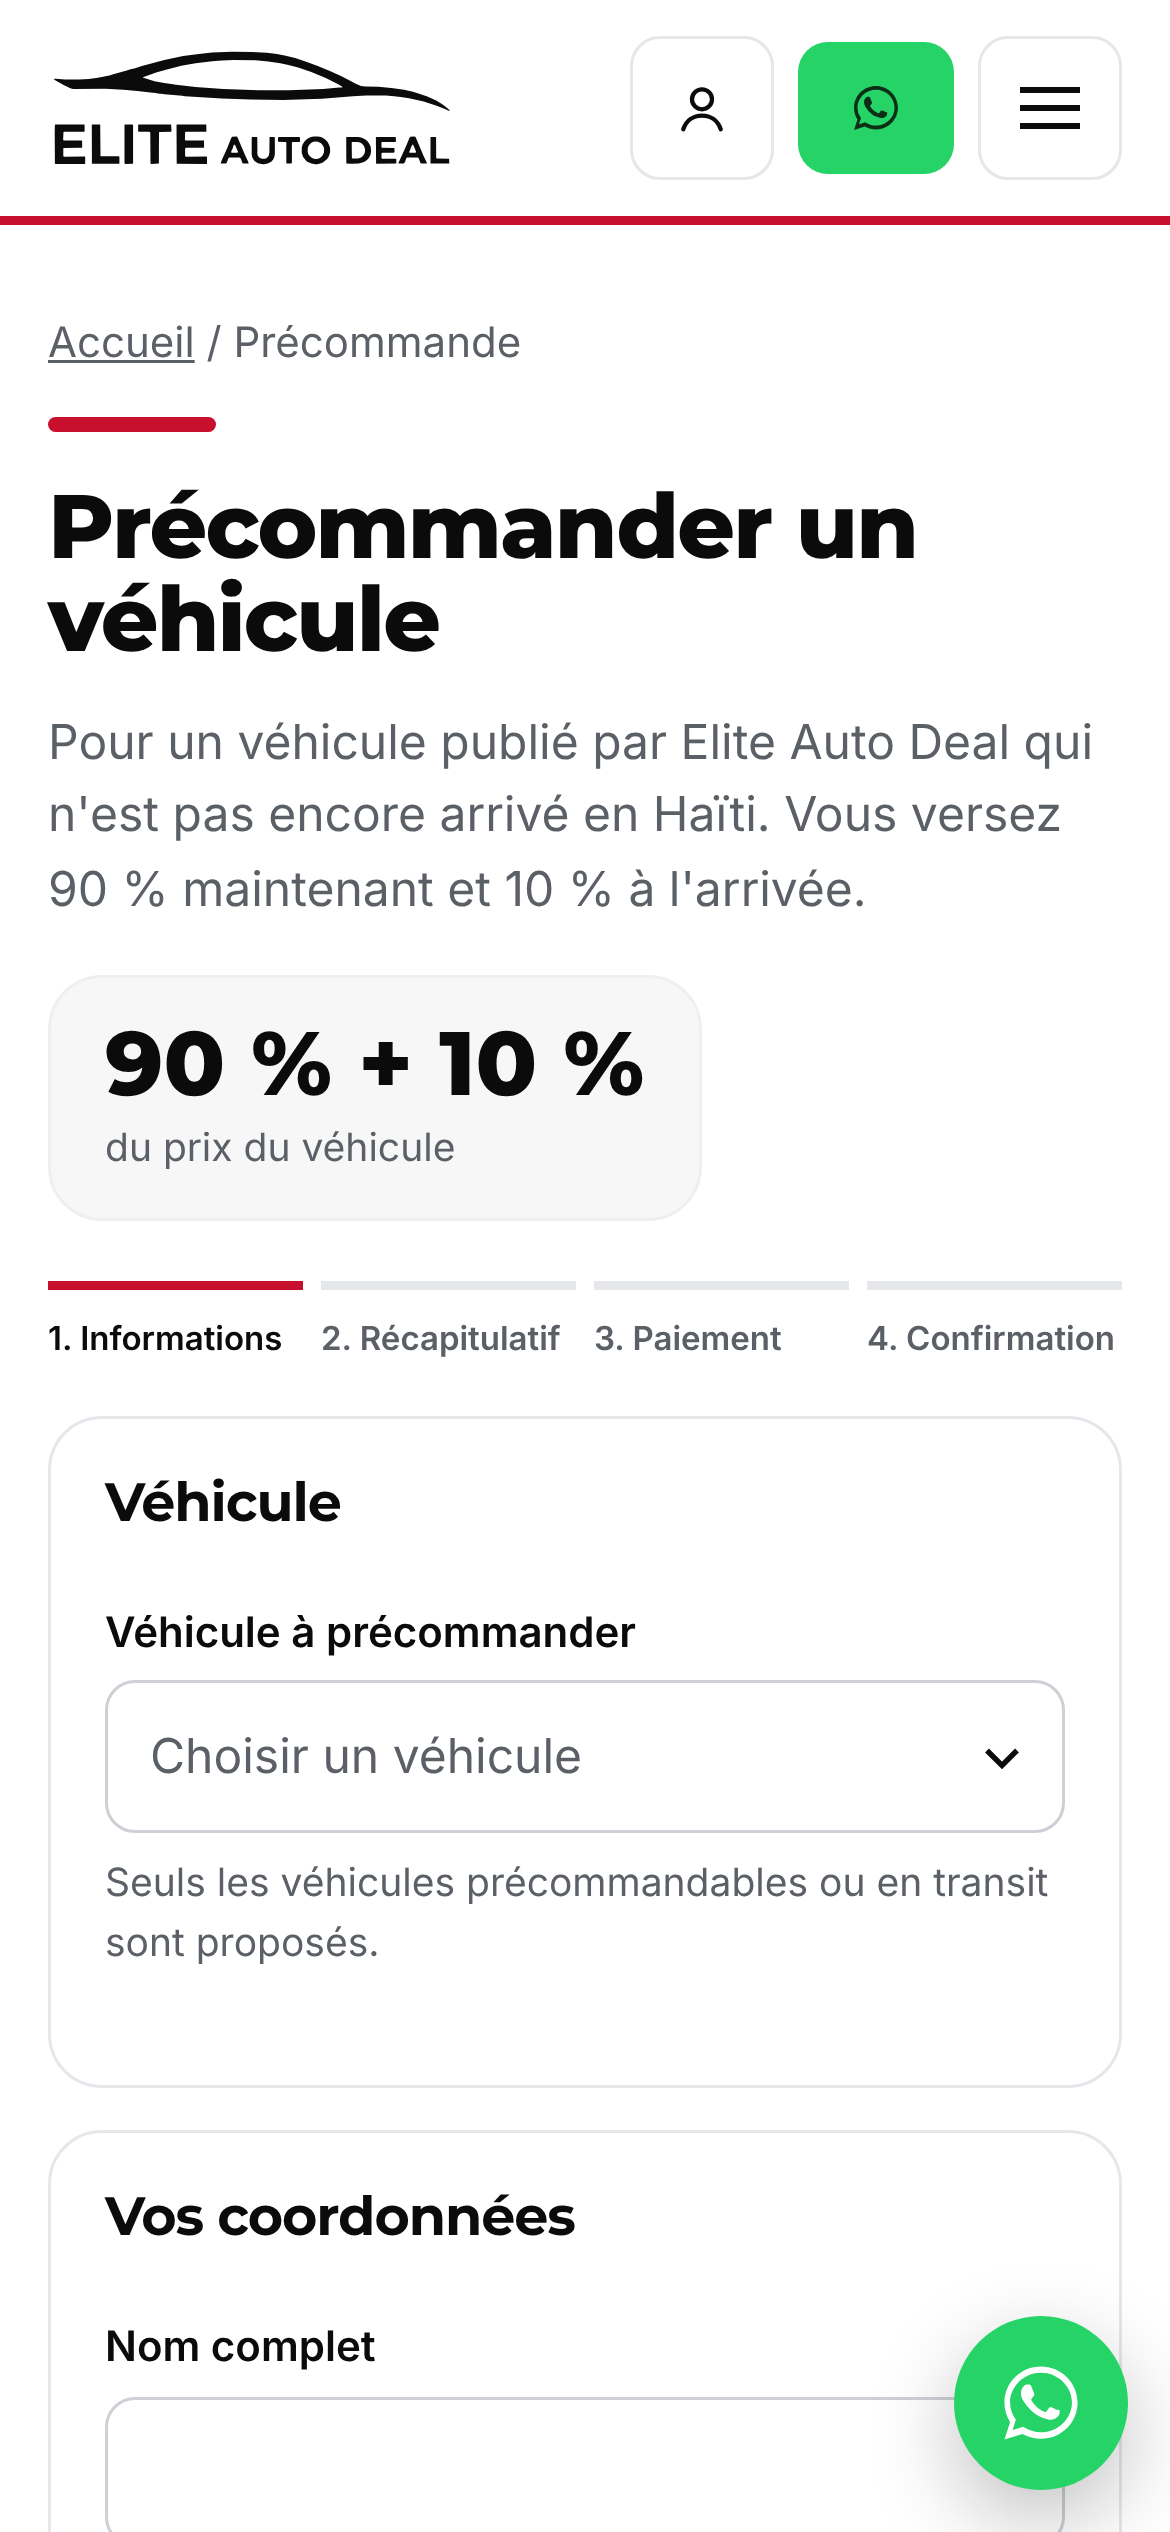 ELITE AUTO DEAL
Accueil / Précommande
Précommander un
véhicule
Pour un véhicule publié par Elite Auto Deal qui
n'est pas encore arrivé en Haïti. Vous versez
90 % maintenant et 10 % à l'arrivée.
90 % + 10 %
du prix du véhicule
1. Informations
2. Récapitulatif
3. Paiement
4. Confirmation
Véhicule
Véhicule à précommander
Choisir un véhicule
Seuls les véhicules précommandables ou en transit
sont proposés.
Vos coordonnées
Nom complet